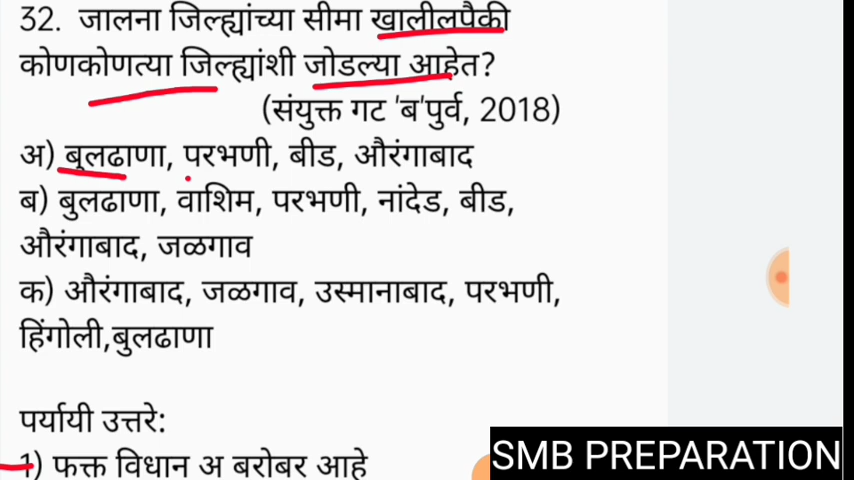 32. जालना जिल्ह्यांच्या सीमा खालीलपैकी
कोणकोणत्या जिल्ह्यांशी जोडल्या आहेत?
(संयुक्त गट 'ब'पुर्व, 2018)
अ) बुलढाणा, परभणी, बीड, औरंगाबाद
ब) बुलढाणा, वाशिम, परभणी, नांदेड, बीड,
औरंगाबाद, जळगाव
क) औरंगाबाद, जळगाव, उस्मानाबाद, परभणी,
हिंगोली,बुलढाणा
पर्यायी उत्तरे:
1) फक्त विधान अ बरोबर आहे
SMB PREPARATION